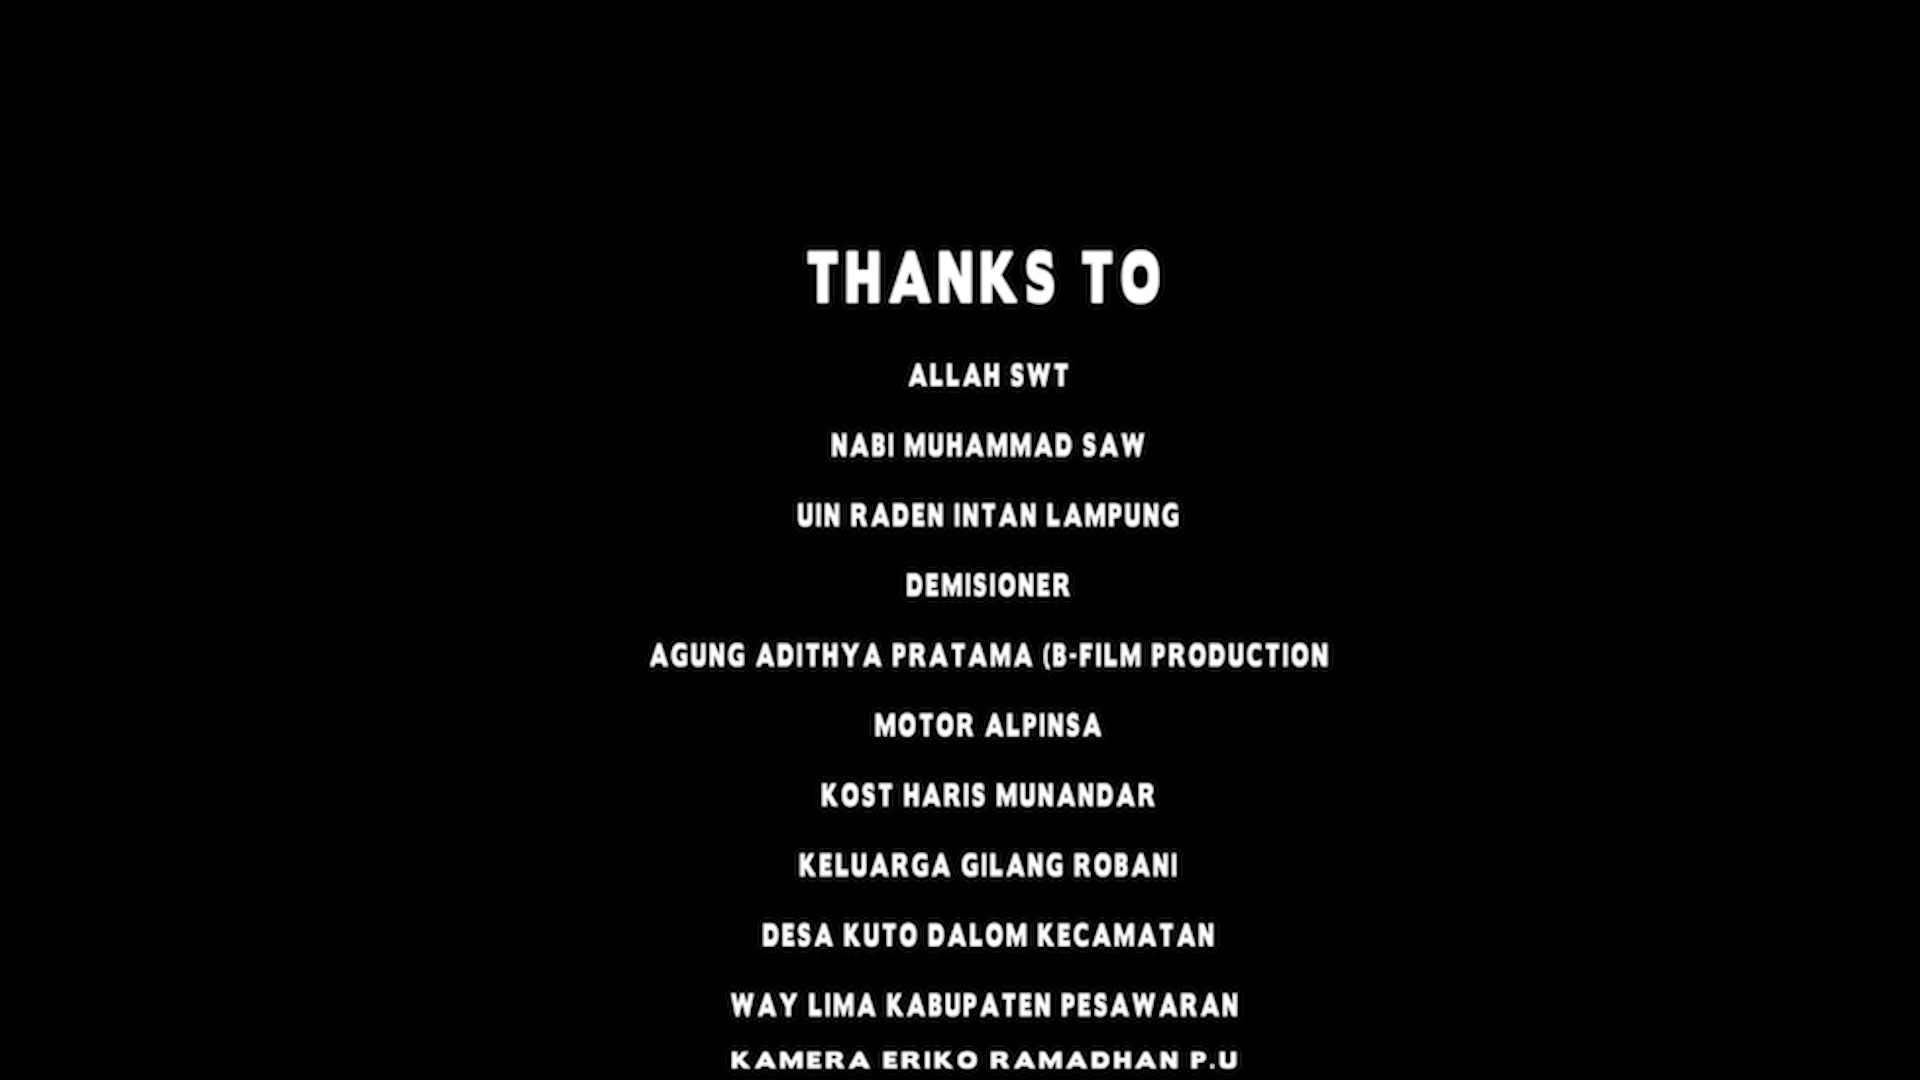 THANKS TO
ALLAH SWT
NABI MUHAMMAD SAW
UIN RADEN INTAN LAMPUNG
DEMISIONER
AGUNG ADITHYA PRATAMA (B-FILM PRODUCTION
MOTOR ALPINSA
KOST HARIS MUNANDAR
KELUARGA GILANG ROBANI
DESA KUTO DALOM KECAMATAN
WAY LIMA KABUPATEN PESAWARAN
KAMERA ERIKO RAMADHAN P.U